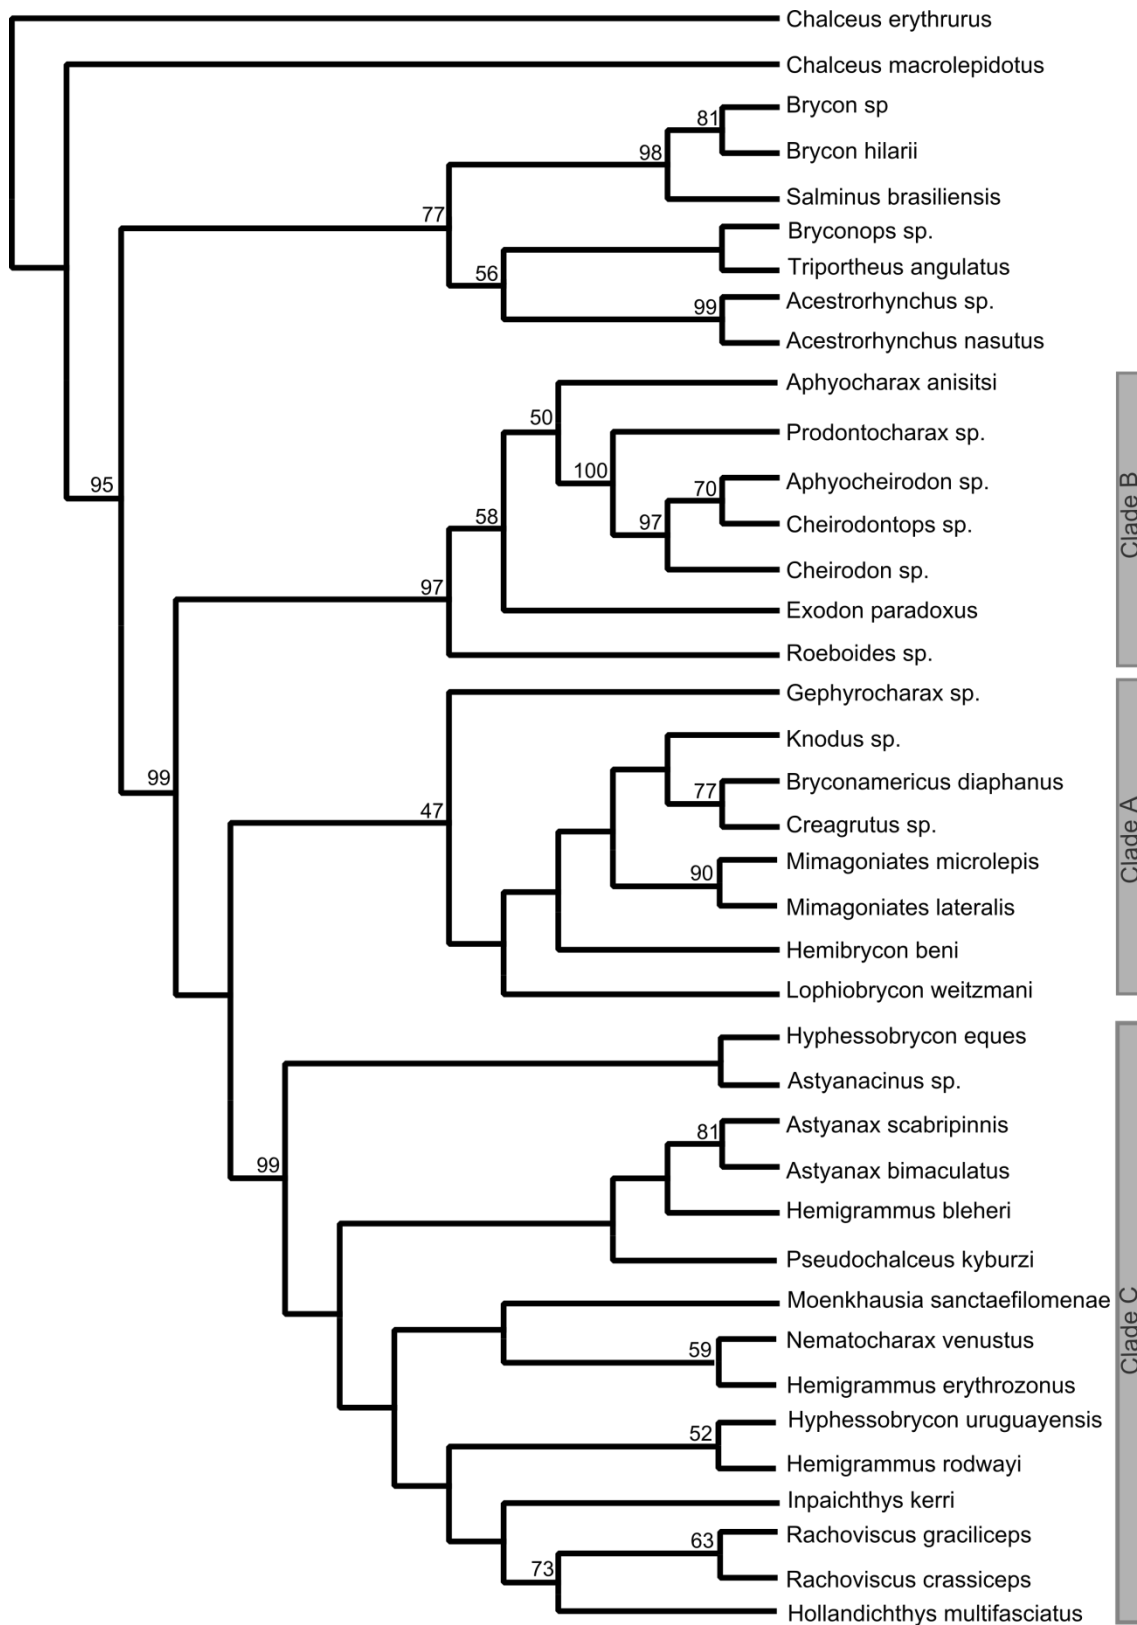 Chalceus erythrurus
Chalceus macrolepidotus
Brycon sp
81
Brycon hilarii
98
Salminus brasiliensis
77
Bryconops sp.
Triportheus angulatus
56
Acestrorhynchus sp.
99
Acestrorhynchus nasutus
Aphyocharax anisitsi
50
Prodontocharax sp.
100
Aphyocheirodon sp.
70
Cheirodontops sp.
58
97
Cheirodon sp.
97
Exodon paradoxus
Roeboides sp.
Clade B
95
Gephyrocharax sp.
Knodus sp.
Bryconamericus diaphanus
77
99
47
Creagrutus sp.
Mimagoniates microlepis
90
Mimagoniates lateralis
Hemibrycon beni
Lophiobrycon weitzmani
Clade A
Hyphessobrycon eques
Astyanacinus sp.
Astyanax scabripinnis
81
99
Astyanax bimaculatus
Hemigrammus bleheri
Pseudochalceus kyburzi
Moenkhausia sanctaefilomenae
Nematocharax venustus
59
Hemigrammus erythrozonus
Hyphessobrycon uruguayensis
52
Hemigrammus rodwayi
Inpaichthys kerri
Rachoviscus graciliceps
63
73
Rachoviscus crassiceps
Hollandichthys multifasciatus
Clade C